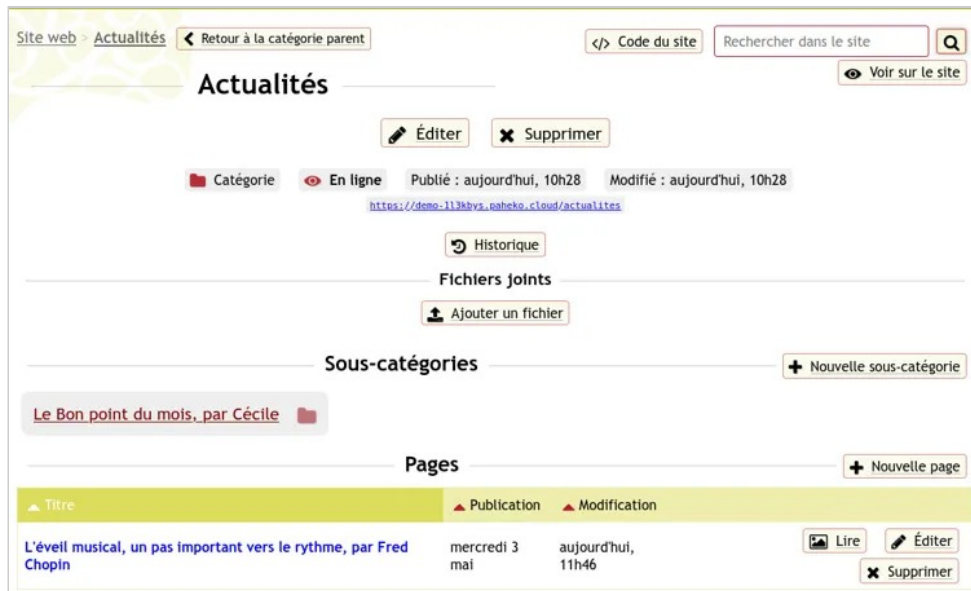 Site web > Actualités Retour à la catégorie parent </> Code du site Rechercher dans le site
Voir sur le site
Actualités
Éditer Supprimer
Catégorie En ligne Publié : aujourd'hui, 10h28 Modifié : aujourd'hui, 10h28
https://demo-1l3kbys.paheko.cloud/actualites
Historique
Fichiers joints
Ajouter un fichier
Sous-catégories Nouvelle sous-catégorie
Le Bon point du mois, par Cécile
Pages Nouvelle page
Titre Publication Modification
L'éveil musical, un pas important vers le rythme, par Fred
Chopin
mercredi 3
mai
aujourd'hui,
11h46
Lire Éditer
Supprimer